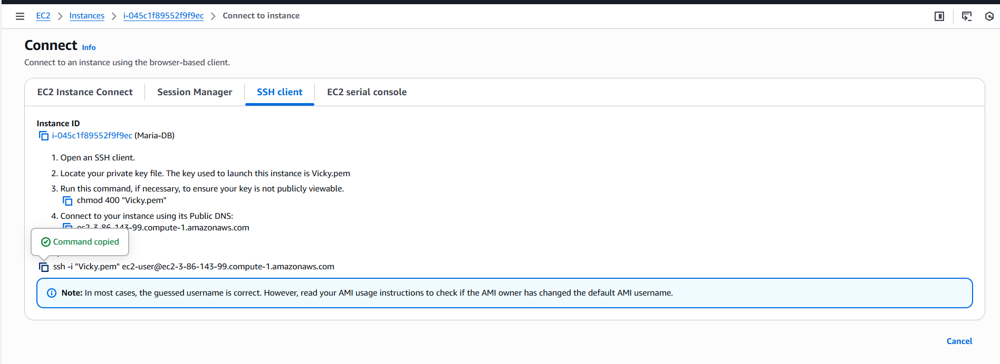 EC2 Instances i-045c1f89552f9f9ec Connect to instance
Connect Info
Connect to an instance using the browser-based client.
EC2 Instance Connect Session Manager SSH client EC2 serial console
Instance ID
i-045c1f89552f9f9ec (Maria-DB)
1. Open an SSH client.
2. Locate your private key file. The key used to launch this instance is Vicky.pem
3. Run this command, if necessary, to ensure your key is not publicly viewable.
chmod 400 "Vicky.pem"
4. Connect to your instance using its Public DNS:
ec2-3-86-143-99.compute-1.amazonaws.com
Command copied
ssh -i "Vicky.pem" ec2-user@ec2-3-86-143-99.compute-1.amazonaws.com
Note: In most cases, the guessed username is correct. However, read your AMI usage instructions to check if the AMI owner has changed the default AMI username.
Cancel